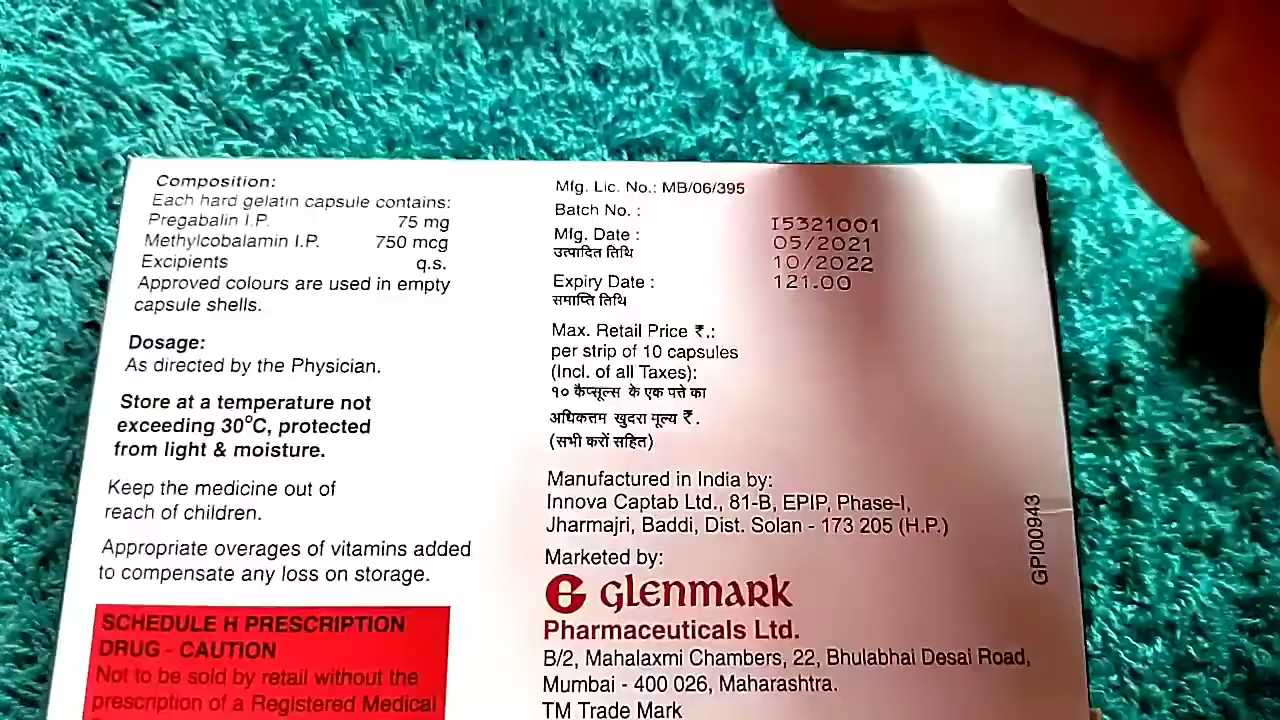 Composition:
Each hard gelatin capsule contains:
Pregabalin I.P. 75 mg
Methylcobalamin I.P. 750 mcg
Excipients q.s.
Approved colours are used in empty
capsule shells.
Dosage:
As directed by the Physician.
Store at a temperature not
exceeding 30°C, protected
from light & moisture.
Keep the medicine out of
reach of children.
Appropriate overages of vitamins added
to compensate any loss on storage.
SCHEDULE H PRESCRIPTION
DRUG - CAUTION
Not to be sold by retail without the
prescription of a Registered Medical
Mfg. Lic. No.: MB/06/395
Batch No. : I5321001
Mfg. Date : 05/2021
उत्पादित तिथि
10/2022
Expiry Date : 121.00
समाप्ति तिथि
Max. Retail Price ₹.:
per strip of 10 capsules
(Incl. of all Taxes):
१० कैप्सूल्स के एक पत्ते का
अधिकतम खुदरा मूल्य ₹.
(सभी करों सहित)
Manufactured in India by:
Innova Captab Ltd., 81-B, EPIP, Phase-I,
Jharmajri, Baddi, Dist. Solan - 173 205 (H.P.)
Marketed by:
GLENMARK
Pharmaceuticals Ltd.
B/2, Mahalaxmi Chambers, 22, Bhulabhai Desai Road,
Mumbai - 400 026, Maharashtra.
TM Trade Mark
GPI00943